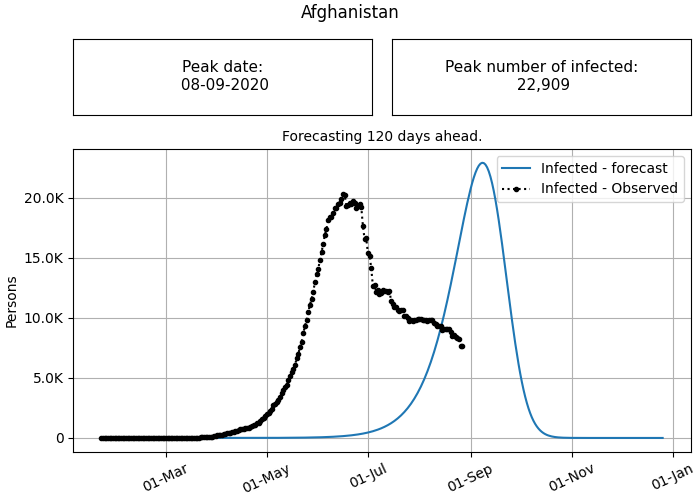 Afghanistan
Peak date:
08-09-2020
Peak number of infected:
22,909
Forecasting 120 days ahead.
Infected - forecast
Infected - Observed
Persons
20.0K
15.0K
10.0K
5.0K
0
01-Mar
01-May
01-Jul
01-Sep
01-Nov
01-Jan